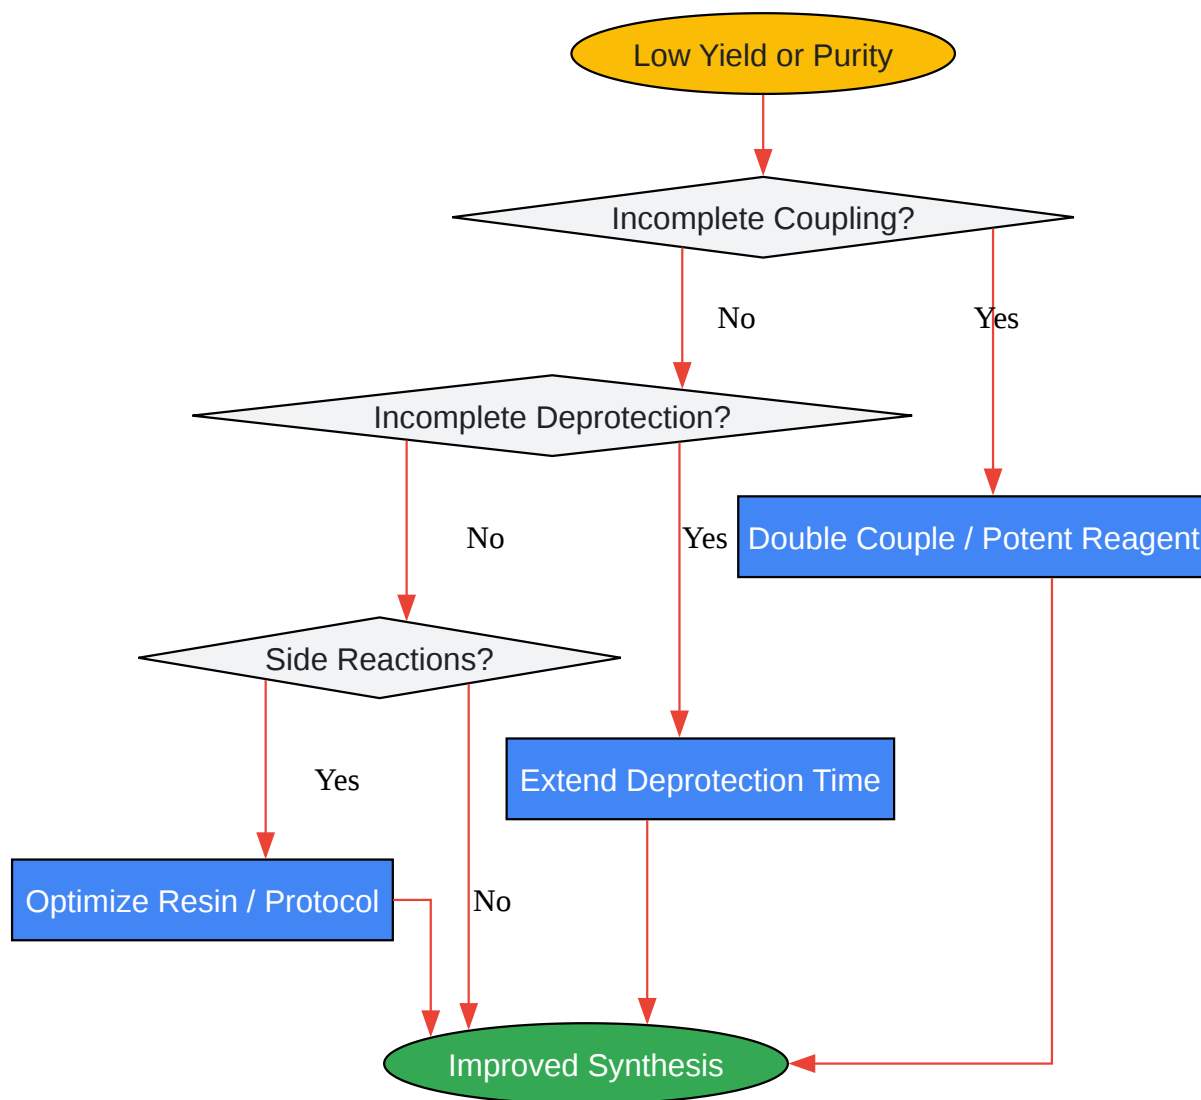 Low Yield or Purity
Incomplete Coupling?
No
Yes
Incomplete Deprotection?
No
Yes
Double Couple / Potent Reagent
Side Reactions?
Yes
Extend Deprotection Time
Optimize Resin / Protocol
No
Improved Synthesis